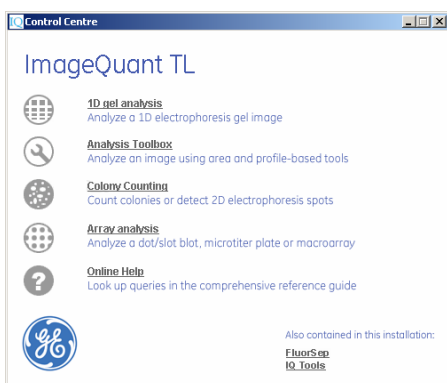 IQ Control Centre
ImageQuant TL
1D gel analysis
Analyze a 1D electrophoresis gel image
Analysis Toolbox
Analyze an image using area and profile-based tools
Colony Counting
Count colonies or detect 2D electrophoresis spots
Array analysis
Analyze a dot/slot blot, microtiter plate or macroarray
?
Online Help
Look up queries in the comprehensive reference guide
GE
Also contained in this installation:
FluorSep
IQ Tools